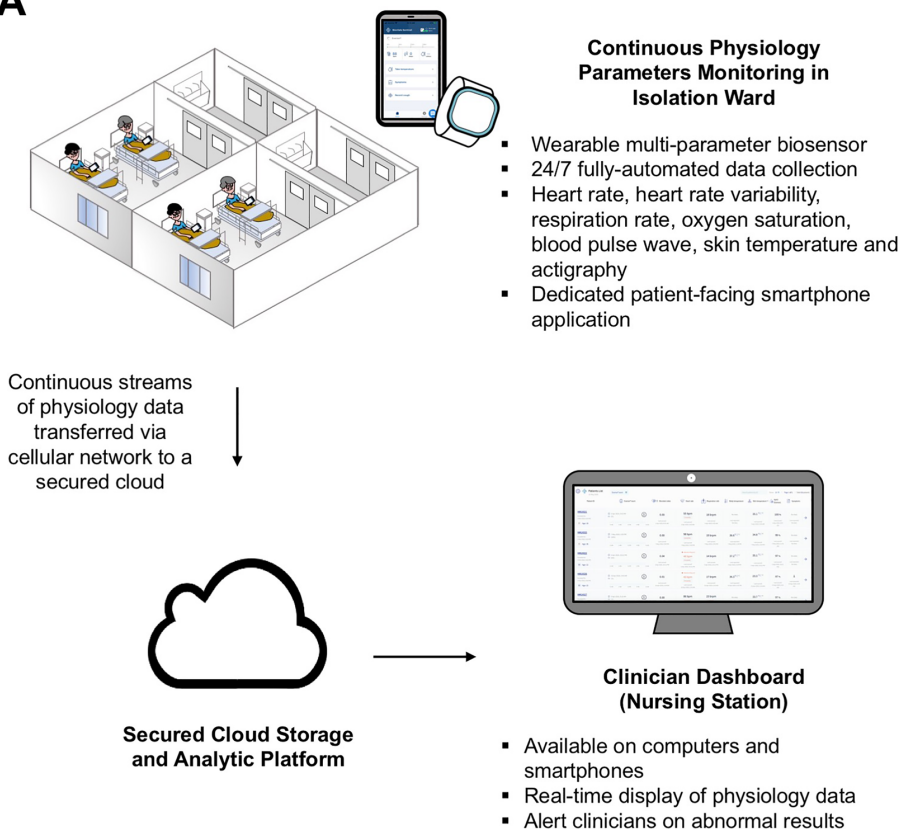 A
Continuous Physiology
Parameters Monitoring in
Isolation Ward
▪ Wearable multi-parameter biosensor
▪ 24/7 fully-automated data collection
▪ Heart rate, heart rate variability,
respiration rate, oxygen saturation,
blood pulse wave, skin temperature and
actigraphy
▪ Dedicated patient-facing smartphone
application
Continuous streams
of physiology data
transferred via
cellular network to a
secured cloud
Secured Cloud Storage
and Analytic Platform
Clinician Dashboard
(Nursing Station)
▪ Available on computers and
smartphones
▪ Real-time display of physiology data
▪ Alert clinicians on abnormal results